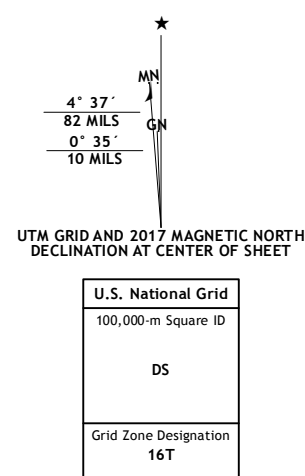 ★
MN
4° 37´
82 MILS
GN
0° 35´
10 MILS
UTM GRID AND 2017 MAGNETIC NORTH
DECLINATION AT CENTER OF SHEET
U.S. National Grid
100,000-m Square ID
DS
Grid Zone Designation
16T